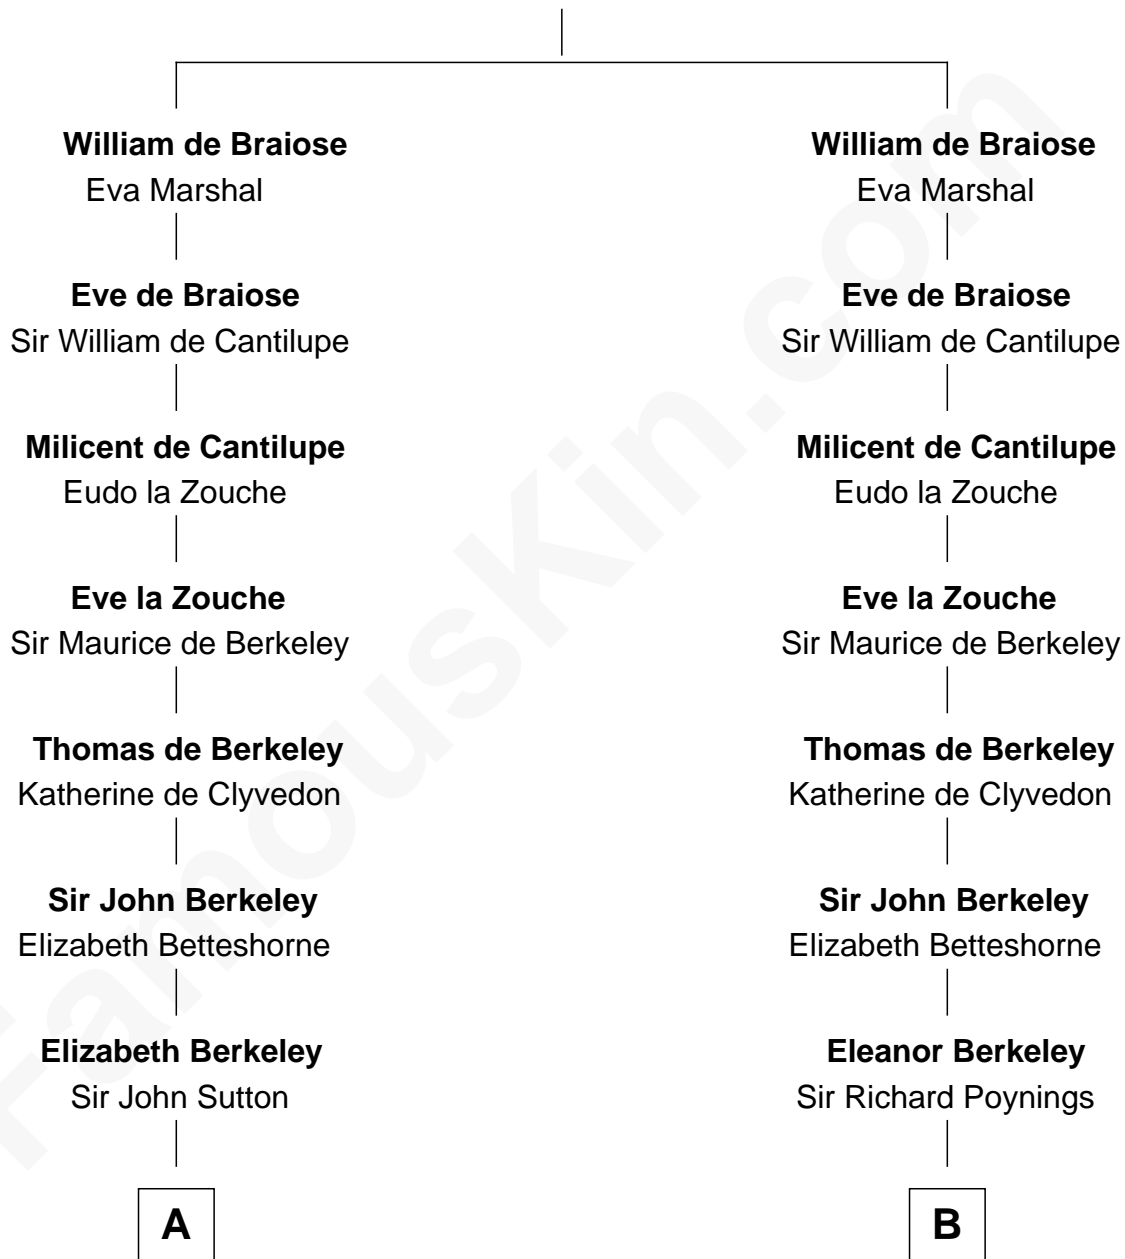 William de Braiose
Eva Marshal
Eve de Braiose
Sir William de Cantilupe
Milicent de Cantilupe
Eudo la Zouche
Eve la Zouche
Sir Maurice de Berkeley
Thomas de Berkeley
Katherine de Clyvedon
Sir John Berkeley
Elizabeth Betteshorne
Elizabeth Berkeley
Sir John Sutton
A
William de Braiose
Eva Marshal
Eve de Braiose
Sir William de Cantilupe
Milicent de Cantilupe
Eudo la Zouche
Eve la Zouche
Sir Maurice de Berkeley
Thomas de Berkeley
Katherine de Clyvedon
Sir John Berkeley
Elizabeth Betteshorne
Eleanor Berkeley
Sir Richard Poynings
B
FamousKin.com